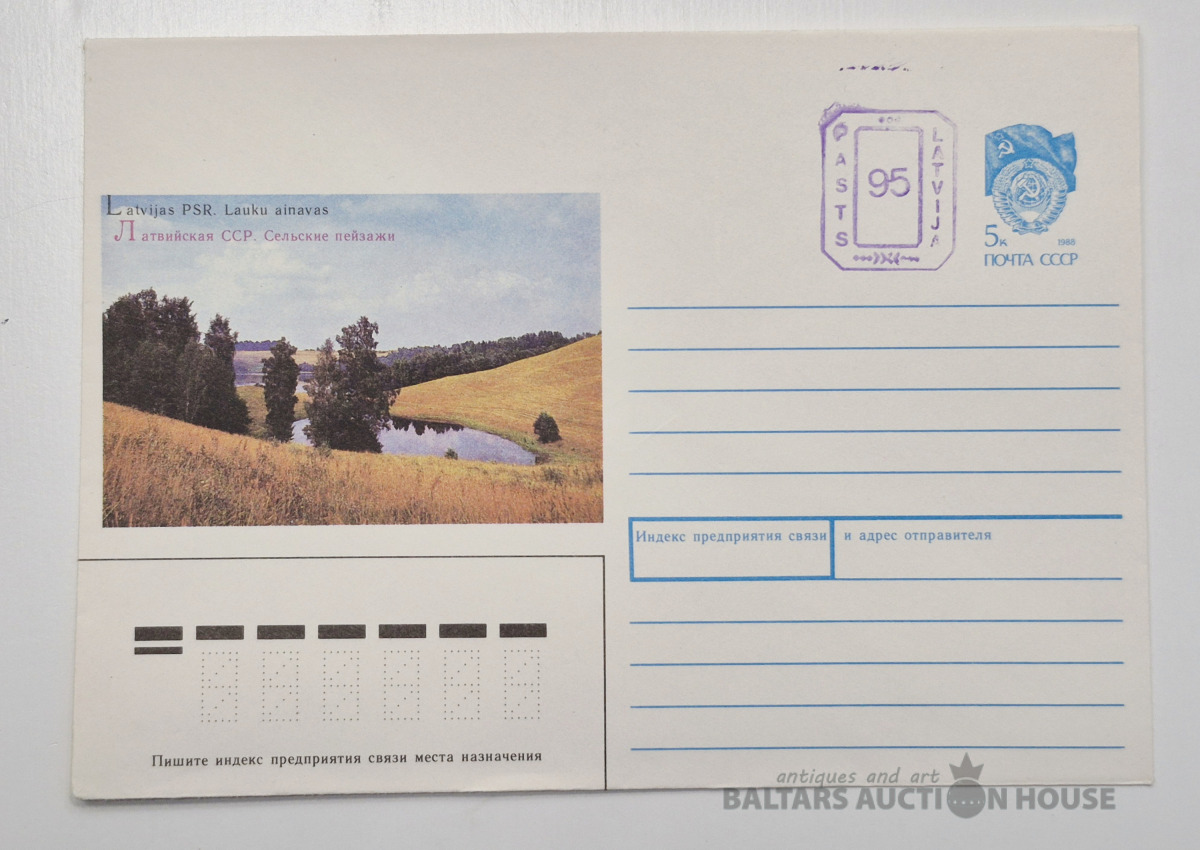 Latvijas PSR. Lauku ainavas
Латвийская ССР. Сельские пейзажи
PASTS
95
LATVIJA
5к
1988
ПОЧТА СССР
Индекс предприятия связи и адрес отправителя
Пишите индекс предприятия связи места назначения
antiques and art
BALTARS AUCTION HOUSE